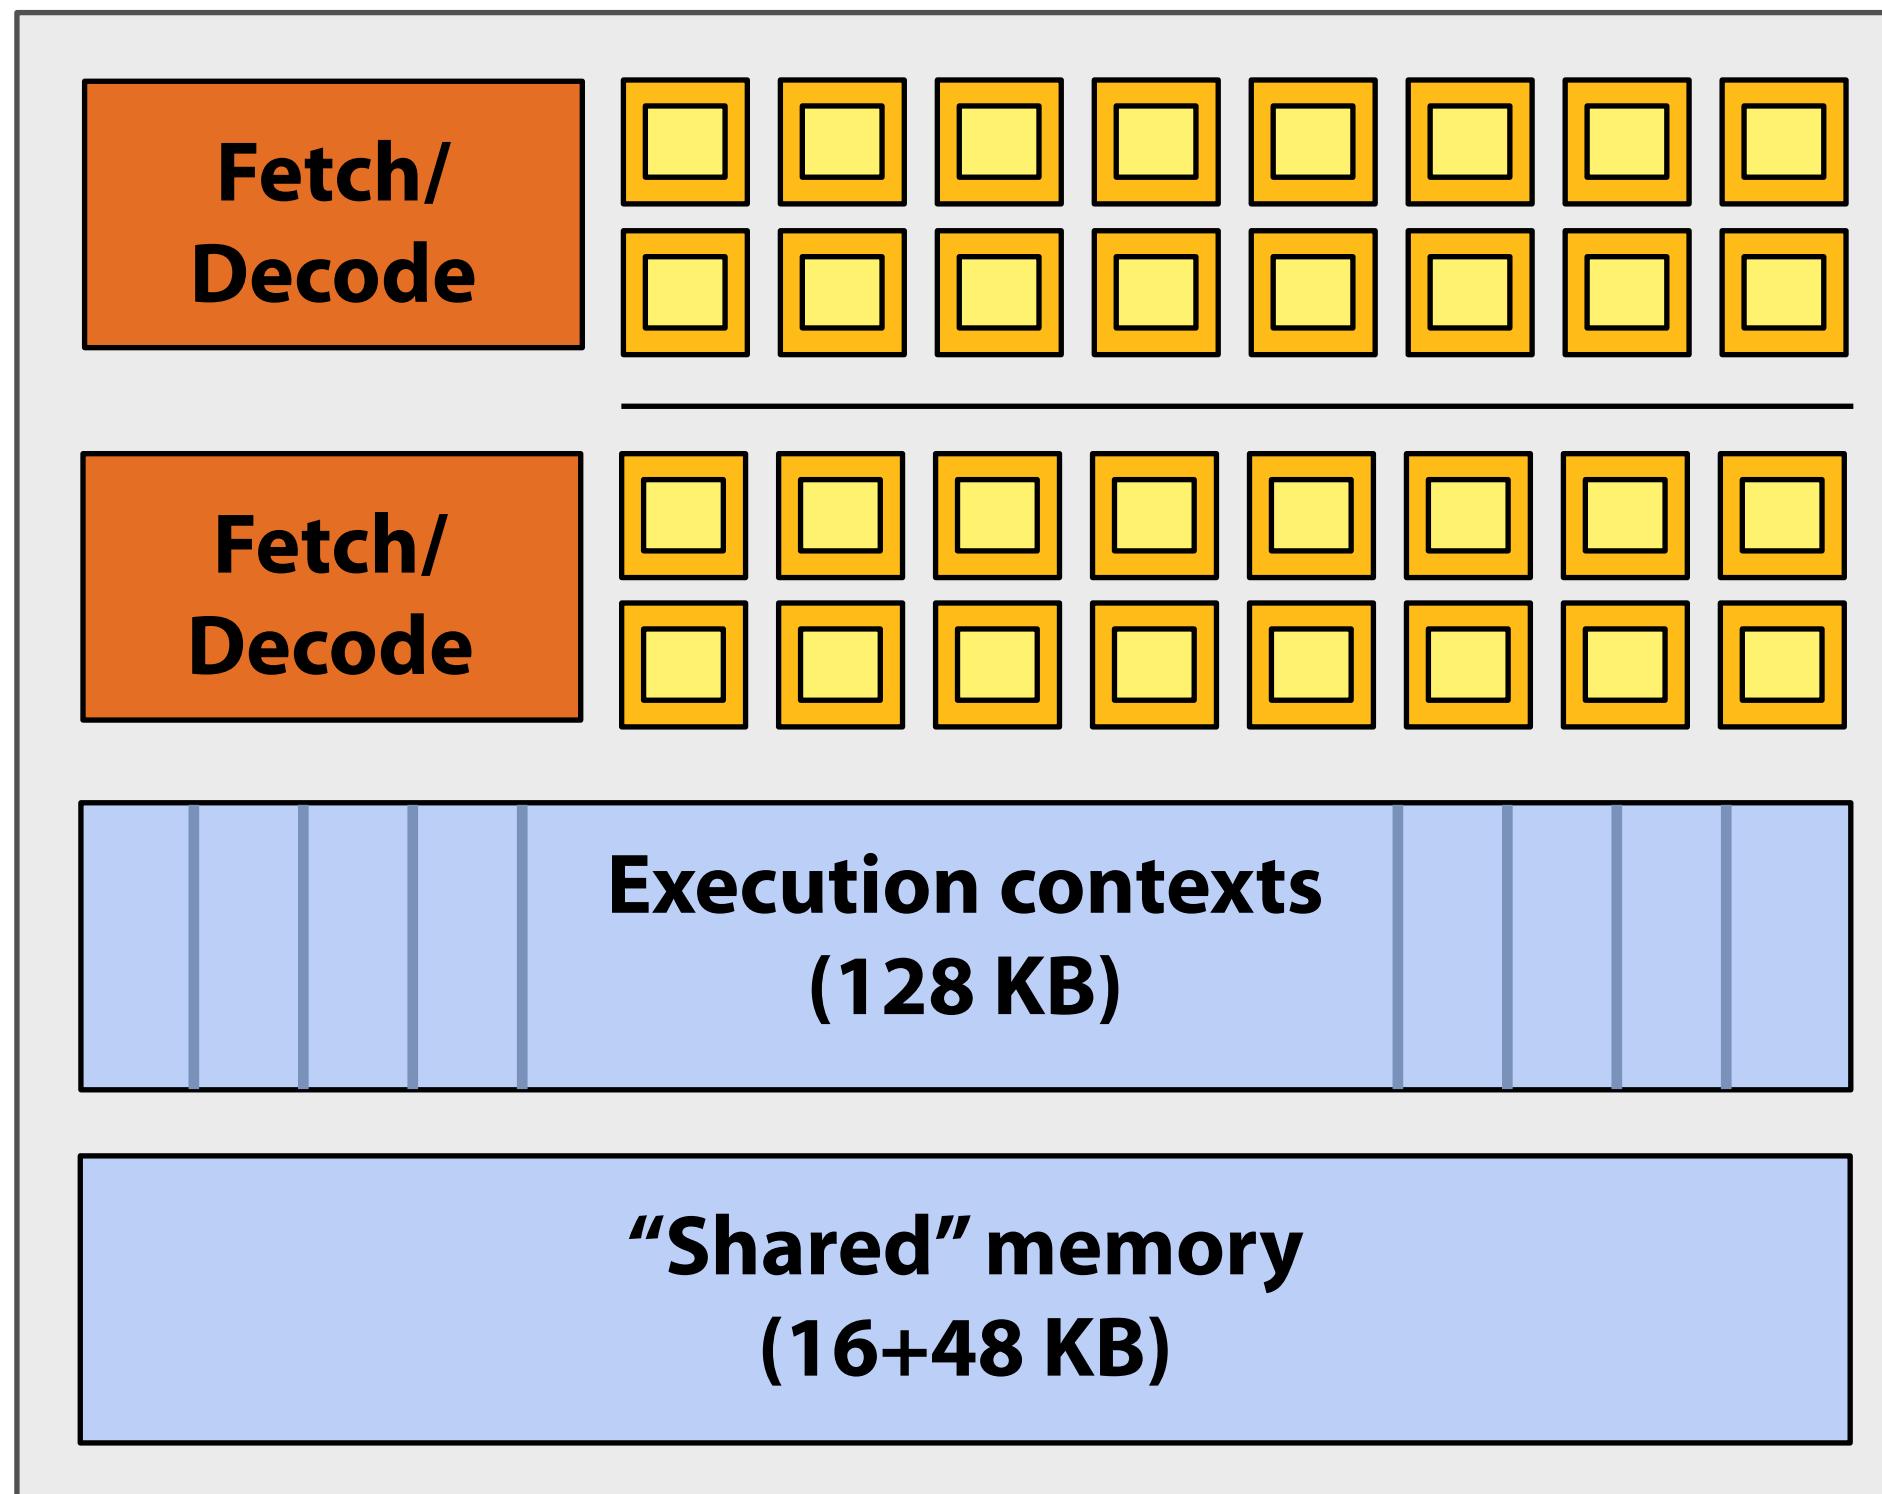 Fetch/
Decode
Fetch/
Decode
Execution contexts
(128 KB)
“Shared” memory
(16+48 KB)